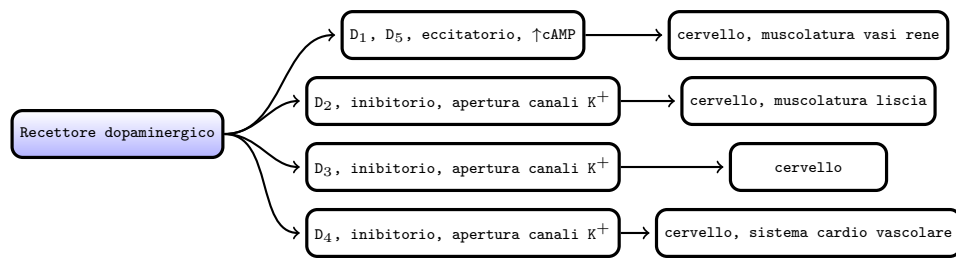 D₁, D₅, eccitatorio, ↑cAMP
cervello, muscolatura vasi rene
D₂, inibitorio, apertura canali K⁺
cervello, muscolatura liscia
Recettore dopaminergico
D₃, inibitorio, apertura canali K⁺
cervello
D₄, inibitorio, apertura canali K⁺
cervello, sistema cardio vascolare